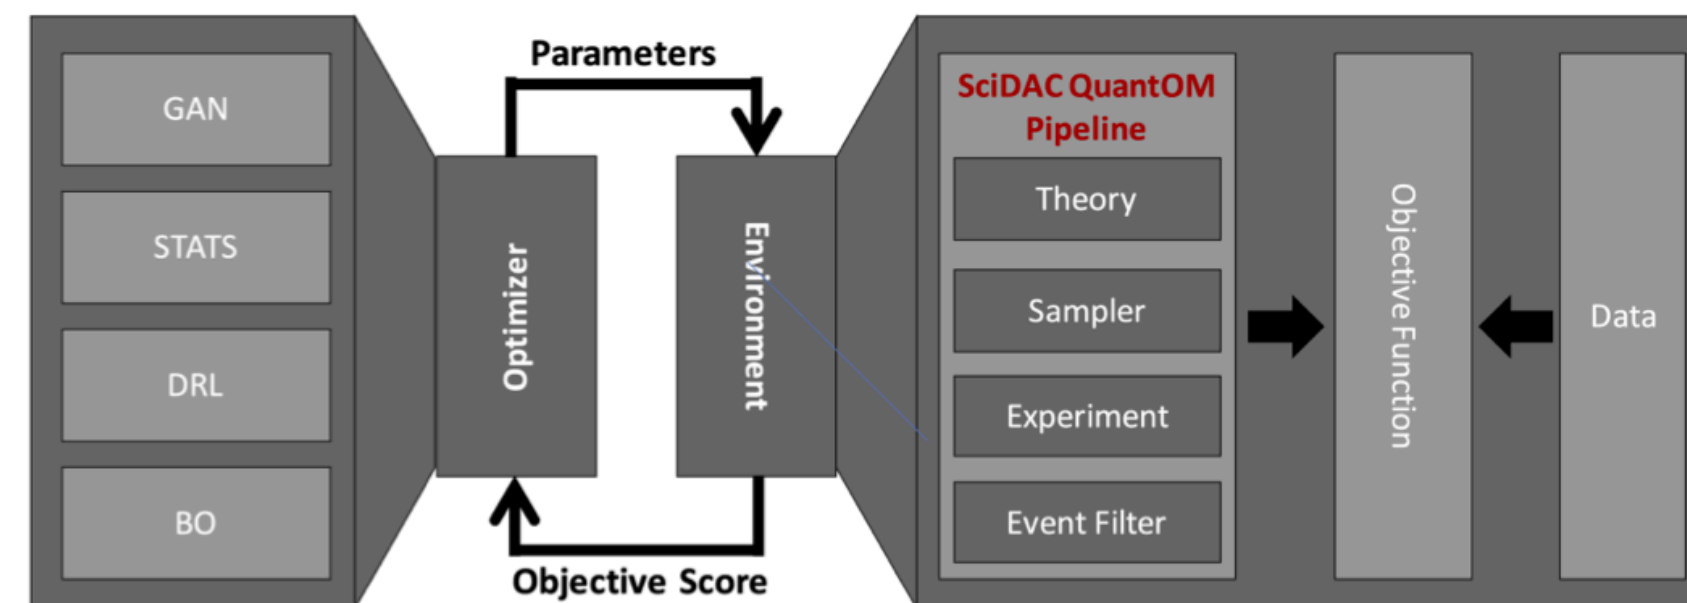 GAN
STATS
DRL
BO
Parameters
Optimizer
Environment
Objective Score
SciDAC QuantOM
Pipeline
Theory
Sampler
Experiment
Event Filter
Objective Function
Data